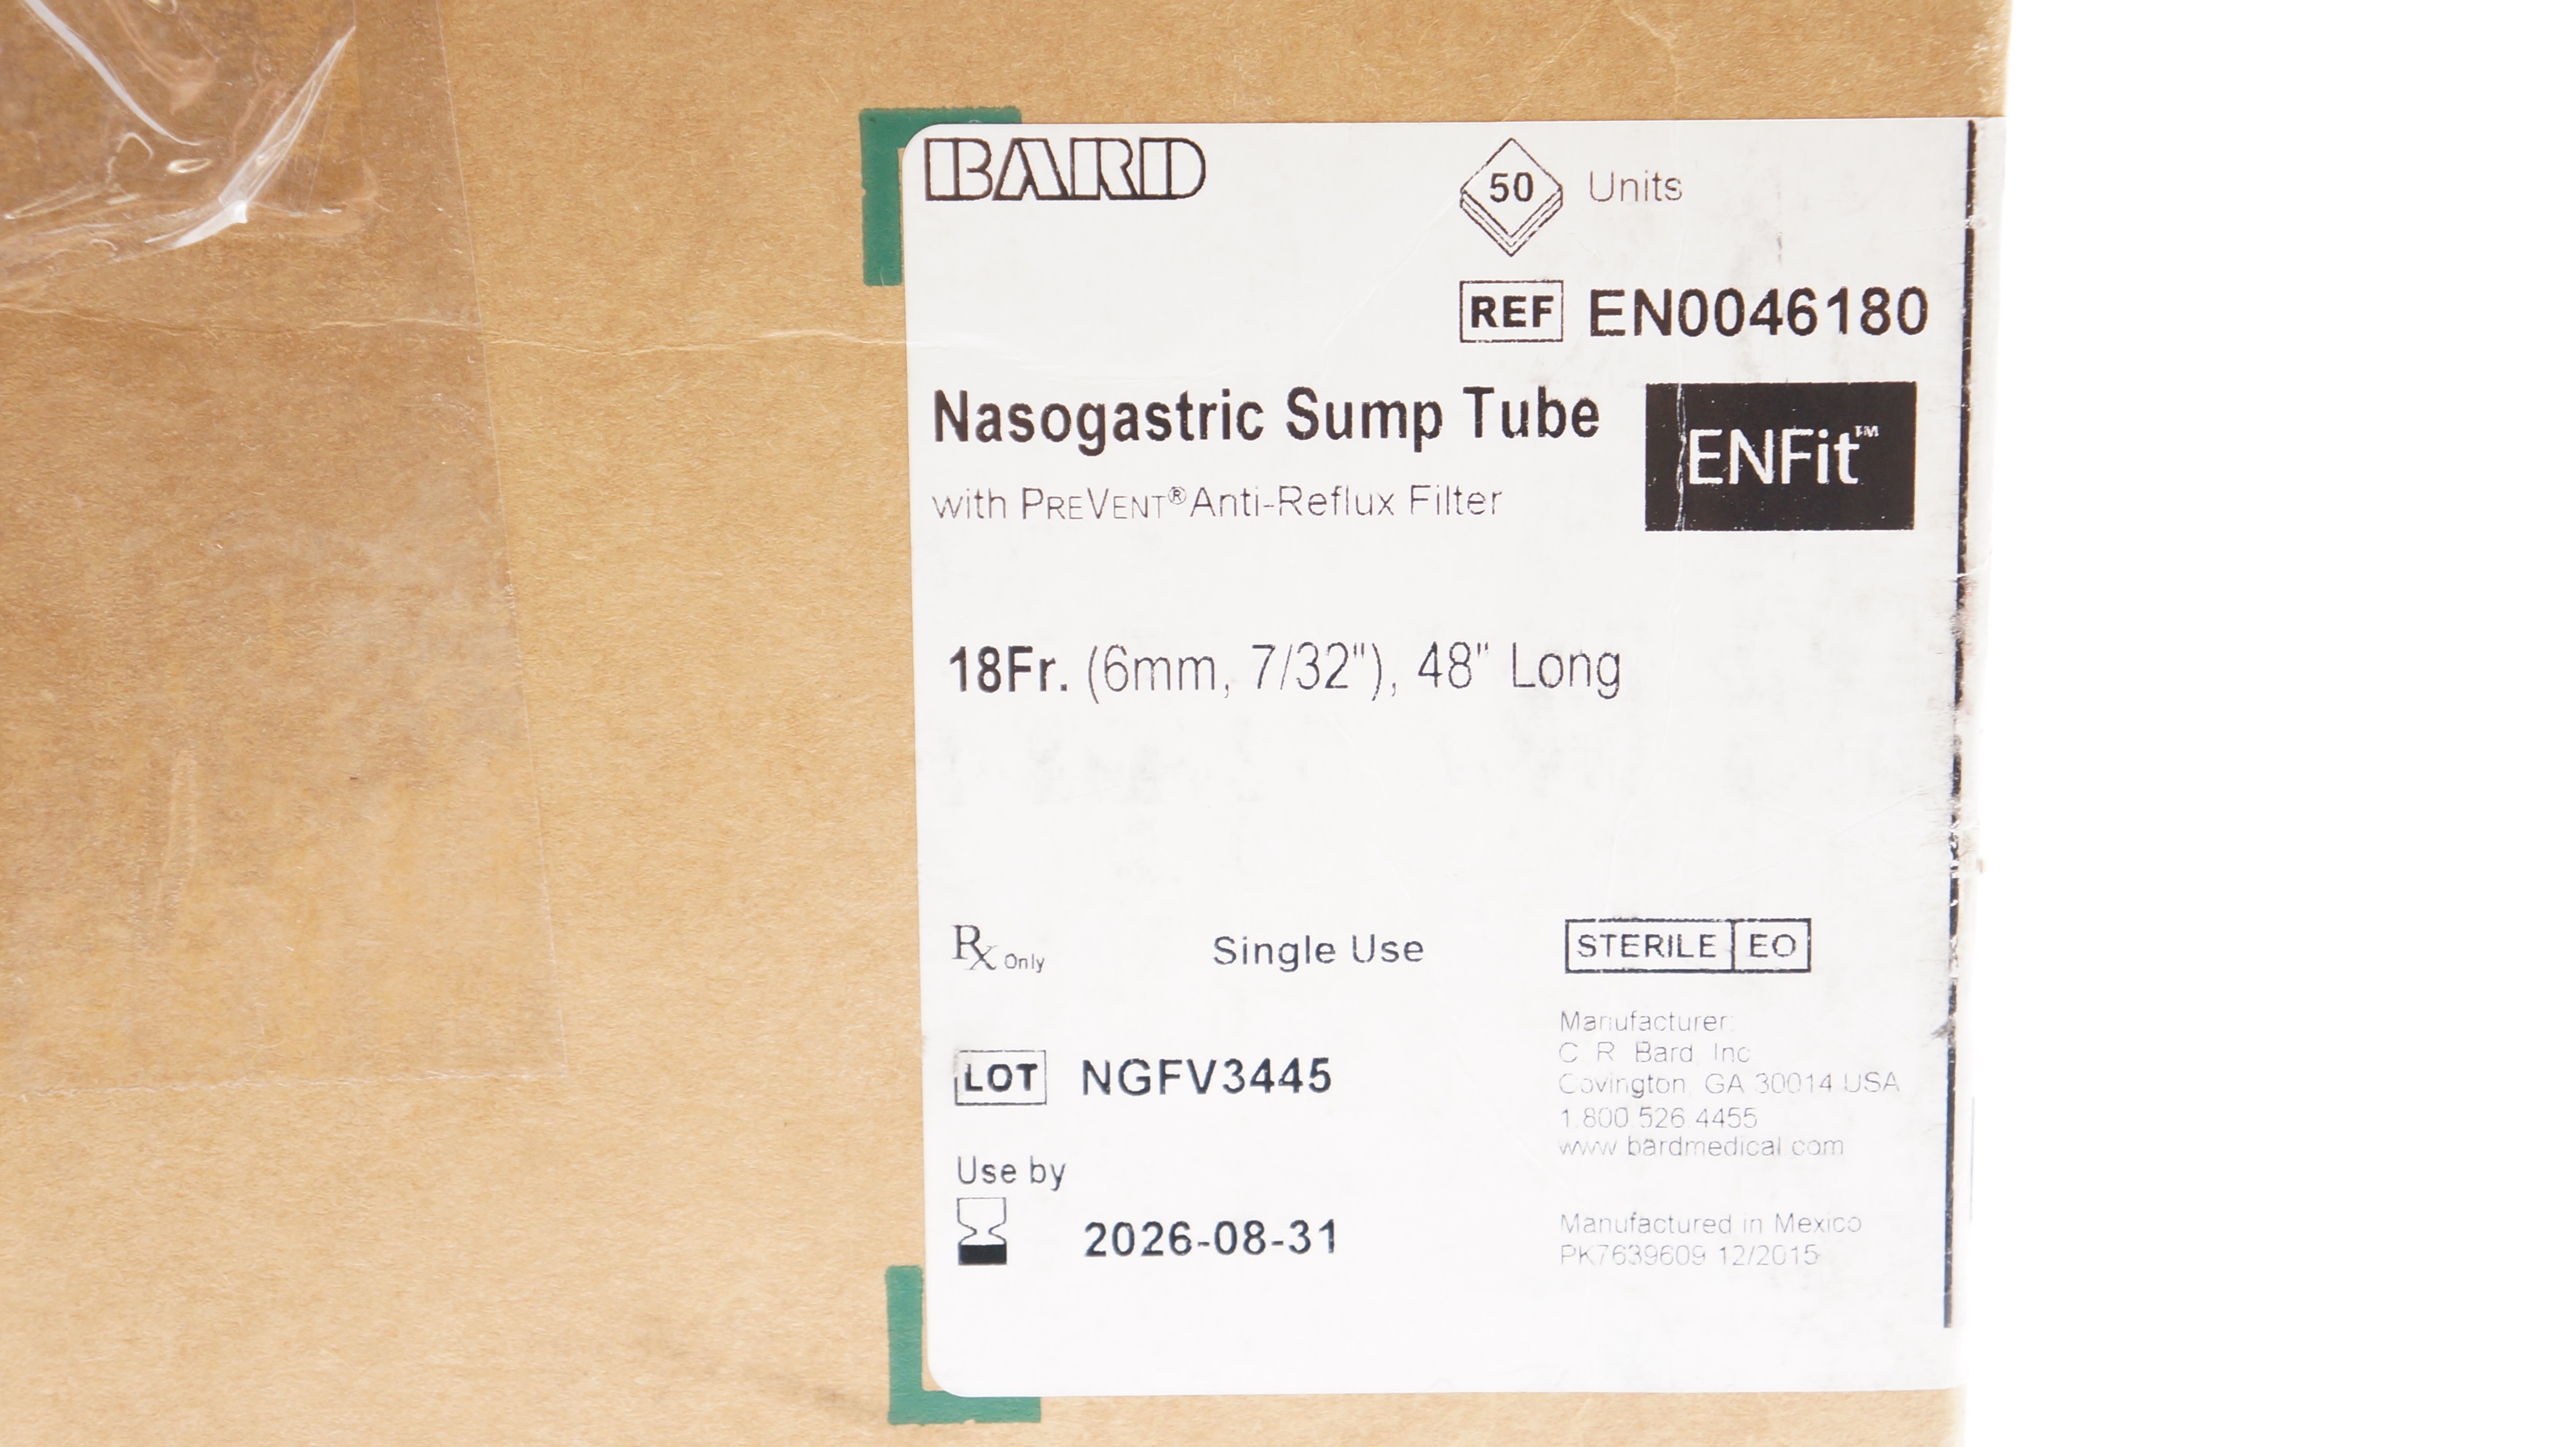 BARD
50 Units
REF EN0046180
Nasogastric Sump Tube
ENFit™
with PREVENT® Anti-Reflux Filter
18Fr. (6mm, 7/32"), 48" Long
Rx Only
Single Use
STERILE EO
Manufacturer:
C. R. Bard, Inc.
Covington, GA 30014 USA
1.800.526.4455
www.bardmedical.com
LOT NGFV3445
Use by
2026-08-31
Manufactured in Mexico
PK7639609 12/2015